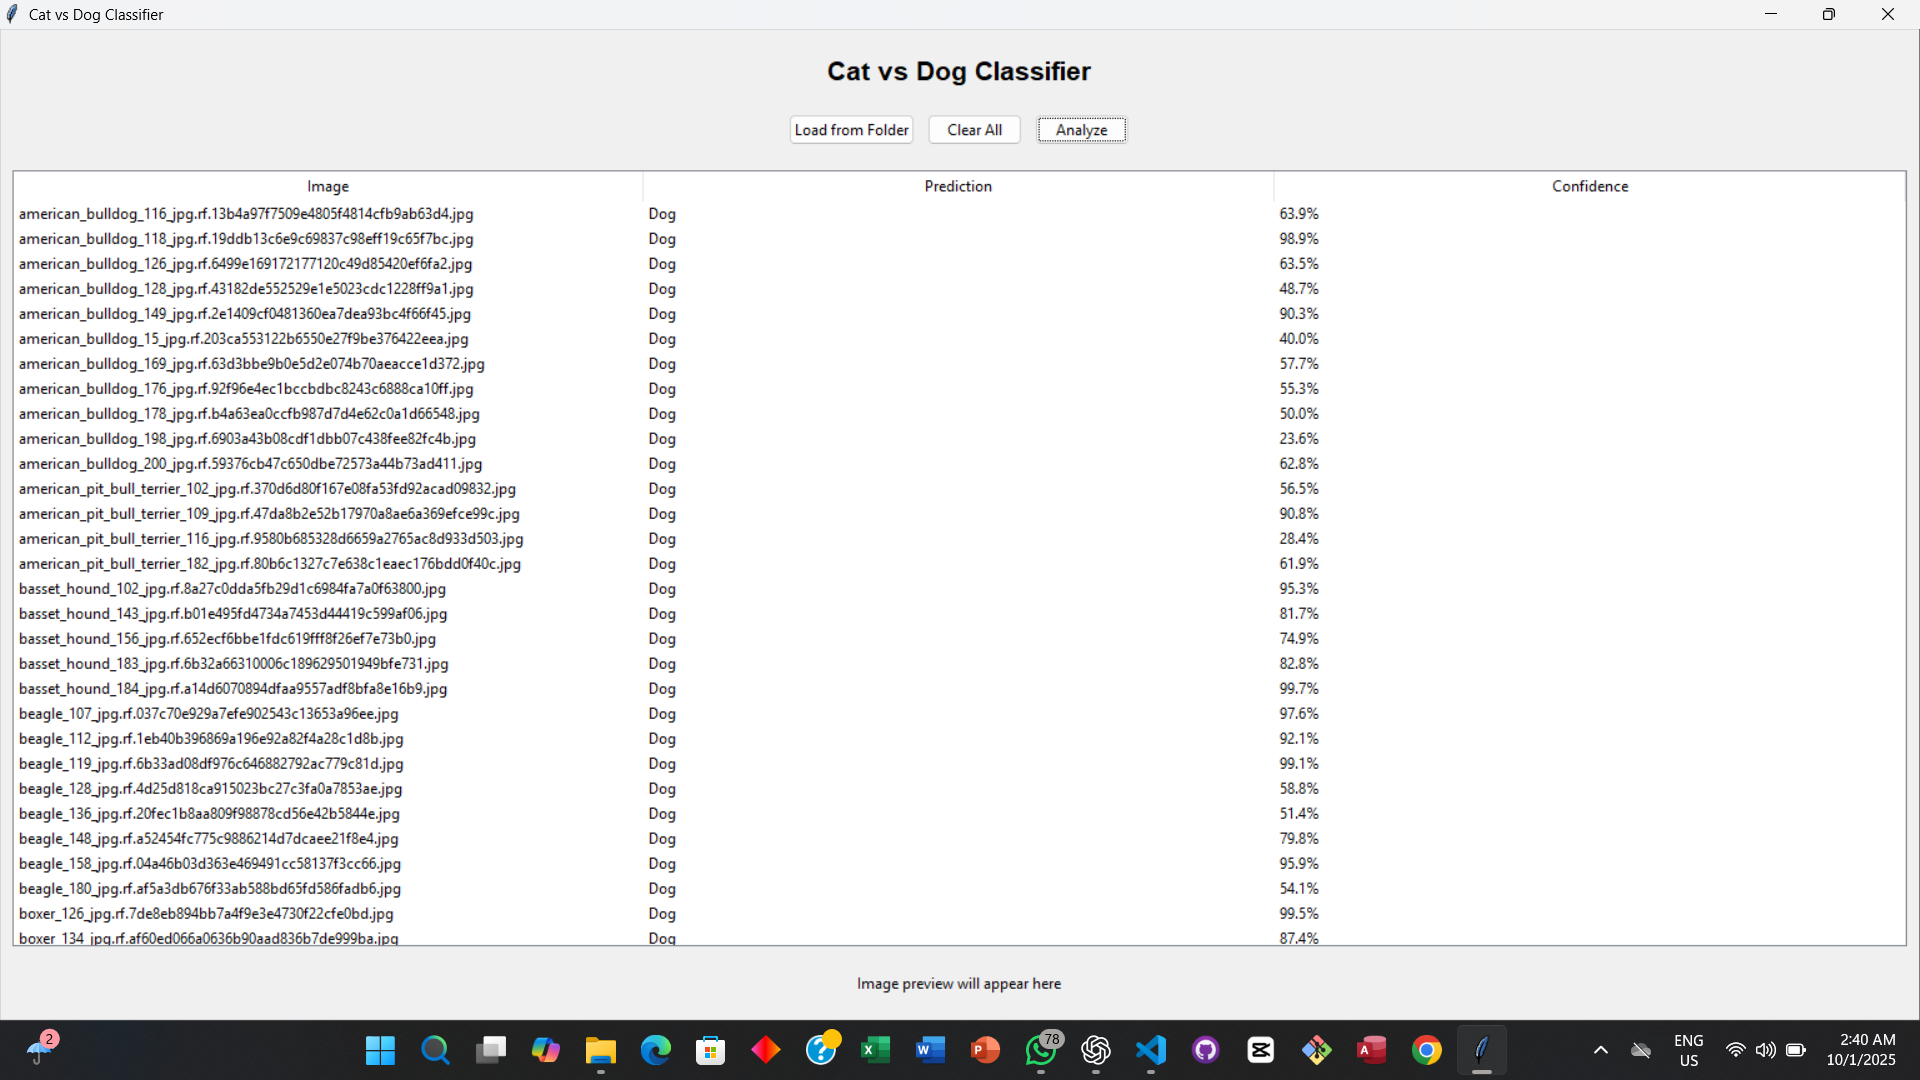 Cat vs Dog Classifier
Cat vs Dog Classifier
Load from Folder Clear All Analyze
Image Prediction Confidence
american_bulldog_116_jpg.rf.13b4a97f7509e4805f4814cfb9ab63d4.jpg Dog 63.9%
american_bulldog_118_jpg.rf.19ddb13c6e9c69837c98eff19c65f7bc.jpg Dog 98.9%
american_bulldog_126_jpg.rf.6499e169172177120c49d85420ef6fa2.jpg Dog 63.5%
american_bulldog_128_jpg.rf.43182de552529e1e5023cdc1228ff9a1.jpg Dog 48.7%
american_bulldog_149_jpg.rf.2e1409cf0481360ea7dea93bc4f66f45.jpg Dog 90.3%
american_bulldog_15_jpg.rf.203ca553122b6550e27f9be376422eea.jpg Dog 40.0%
american_bulldog_169_jpg.rf.63d3bbe9b0e5d2e074b70aeacce1d372.jpg Dog 57.7%
american_bulldog_176_jpg.rf.92f96e4ec1bccbdbc8243c6888ca10ff.jpg Dog 55.3%
american_bulldog_178_jpg.rf.b4a63ea0ccfb987d7d4e62c0a1d66548.jpg Dog 50.0%
american_bulldog_198_jpg.rf.6903a43b08cdf1dbb07c438fee82fc4b.jpg Dog 23.6%
american_bulldog_200_jpg.rf.59376cb47c650dbe72573a44b73ad411.jpg Dog 62.8%
american_pit_bull_terrier_102_jpg.rf.370d6d80f167e08fa53fd92acad09832.jpg Dog 56.5%
american_pit_bull_terrier_109_jpg.rf.47da8b2e52b17970a8ae6a369efce99c.jpg Dog 90.8%
american_pit_bull_terrier_116_jpg.rf.9580b685328d6659a2765ac8d933d503.jpg Dog 28.4%
american_pit_bull_terrier_182_jpg.rf.80b6c1327c7e638c1eaec176bdd0f40c.jpg Dog 61.9%
basset_hound_102_jpg.rf.8a27c0dda5fb29d1c6984fa7a0f63800.jpg Dog 95.3%
basset_hound_143_jpg.rf.b01e495fd4734a7453d44419c599af06.jpg Dog 81.7%
basset_hound_156_jpg.rf.652ecf6bbe1fdc619fff8f26ef7e73b0.jpg Dog 74.9%
basset_hound_183_jpg.rf.6b32a66310006c189629501949bfe731.jpg Dog 82.8%
basset_hound_184_jpg.rf.a14d6070894dfaa9557adf8bfa8e16b9.jpg Dog 99.7%
beagle_107_jpg.rf.037c70e929a7efe902543c13653a96ee.jpg Dog 97.6%
beagle_112_jpg.rf.1eb40b396869a196e92a82f4a28c1d8b.jpg Dog 92.1%
beagle_119_jpg.rf.6b33ad08df976c646882792ac779c81d.jpg Dog 99.1%
beagle_128_jpg.rf.4d25d818ca915023bc27c3fa0a7853ae.jpg Dog 58.8%
beagle_136_jpg.rf.20fec1b8aa809f98878cd56e42b5844e.jpg Dog 51.4%
beagle_148_jpg.rf.a52454fc775c9886214d7dcaee21f8e4.jpg Dog 79.8%
beagle_158_jpg.rf.04a46b03d363e469491cc58137f3cc66.jpg Dog 95.9%
beagle_180_jpg.rf.af5a3db676f33ab588bd65fd586fadb6.jpg Dog 54.1%
boxer_126_jpg.rf.7de8eb894bb7a4f9e3e4730f22cfe0bd.jpg Dog 99.5%
boxer_134_jpg.rf.af60ed066a0636b90aad836b7de999ba.jpg Dog 87.4%
Image preview will appear here
2 78 ENG 2:40 AM
US 10/1/2025